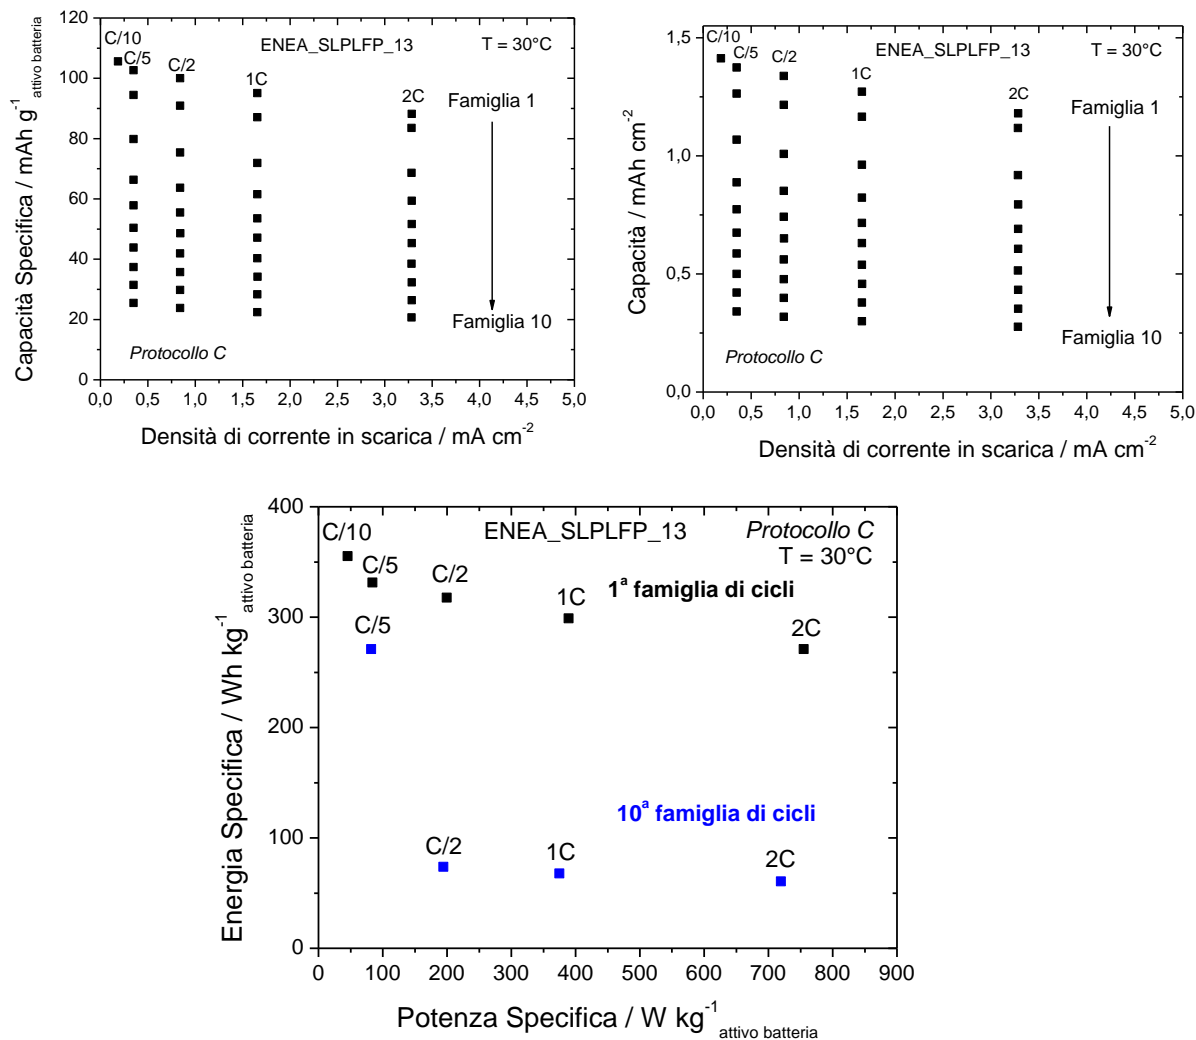 120
100
80
60
40
20
0
Capacità Specifica / mAh g-1 attivo batteria
C/10
C/5
C/2
1C
2C
ENEA_SLPLFP_13
T = 30°C
Famiglia 1
Famiglia 10
Protocollo C
0,0 0,5 1,0 1,5 2,0 2,5 3,0 3,5 4,0 4,5 5,0
Densità di corrente in scarica / mA cm-2
1,5
1,0
0,5
0,0
Capacità / mAh cm-2
C/10
C/5
C/2
1C
2C
ENEA_SLPLFP_13
T = 30°C
Famiglia 1
Famiglia 10
Protocollo C
0,0 0,5 1,0 1,5 2,0 2,5 3,0 3,5 4,0 4,5 5,0
Densità di corrente in scarica / mA cm-2
400
300
200
100
0
Energia Specifica / Wh kg-1 attivo batteria
ENEA_SLPLFP_13
Protocollo C
T = 30°C
C/10
C/5
C/2
1C
2C
1a famiglia di cicli
C/5
10a famiglia di cicli
C/2
1C
2C
0 100 200 300 400 500 600 700 800 900
Potenza Specifica / W kg-1 attivo batteria